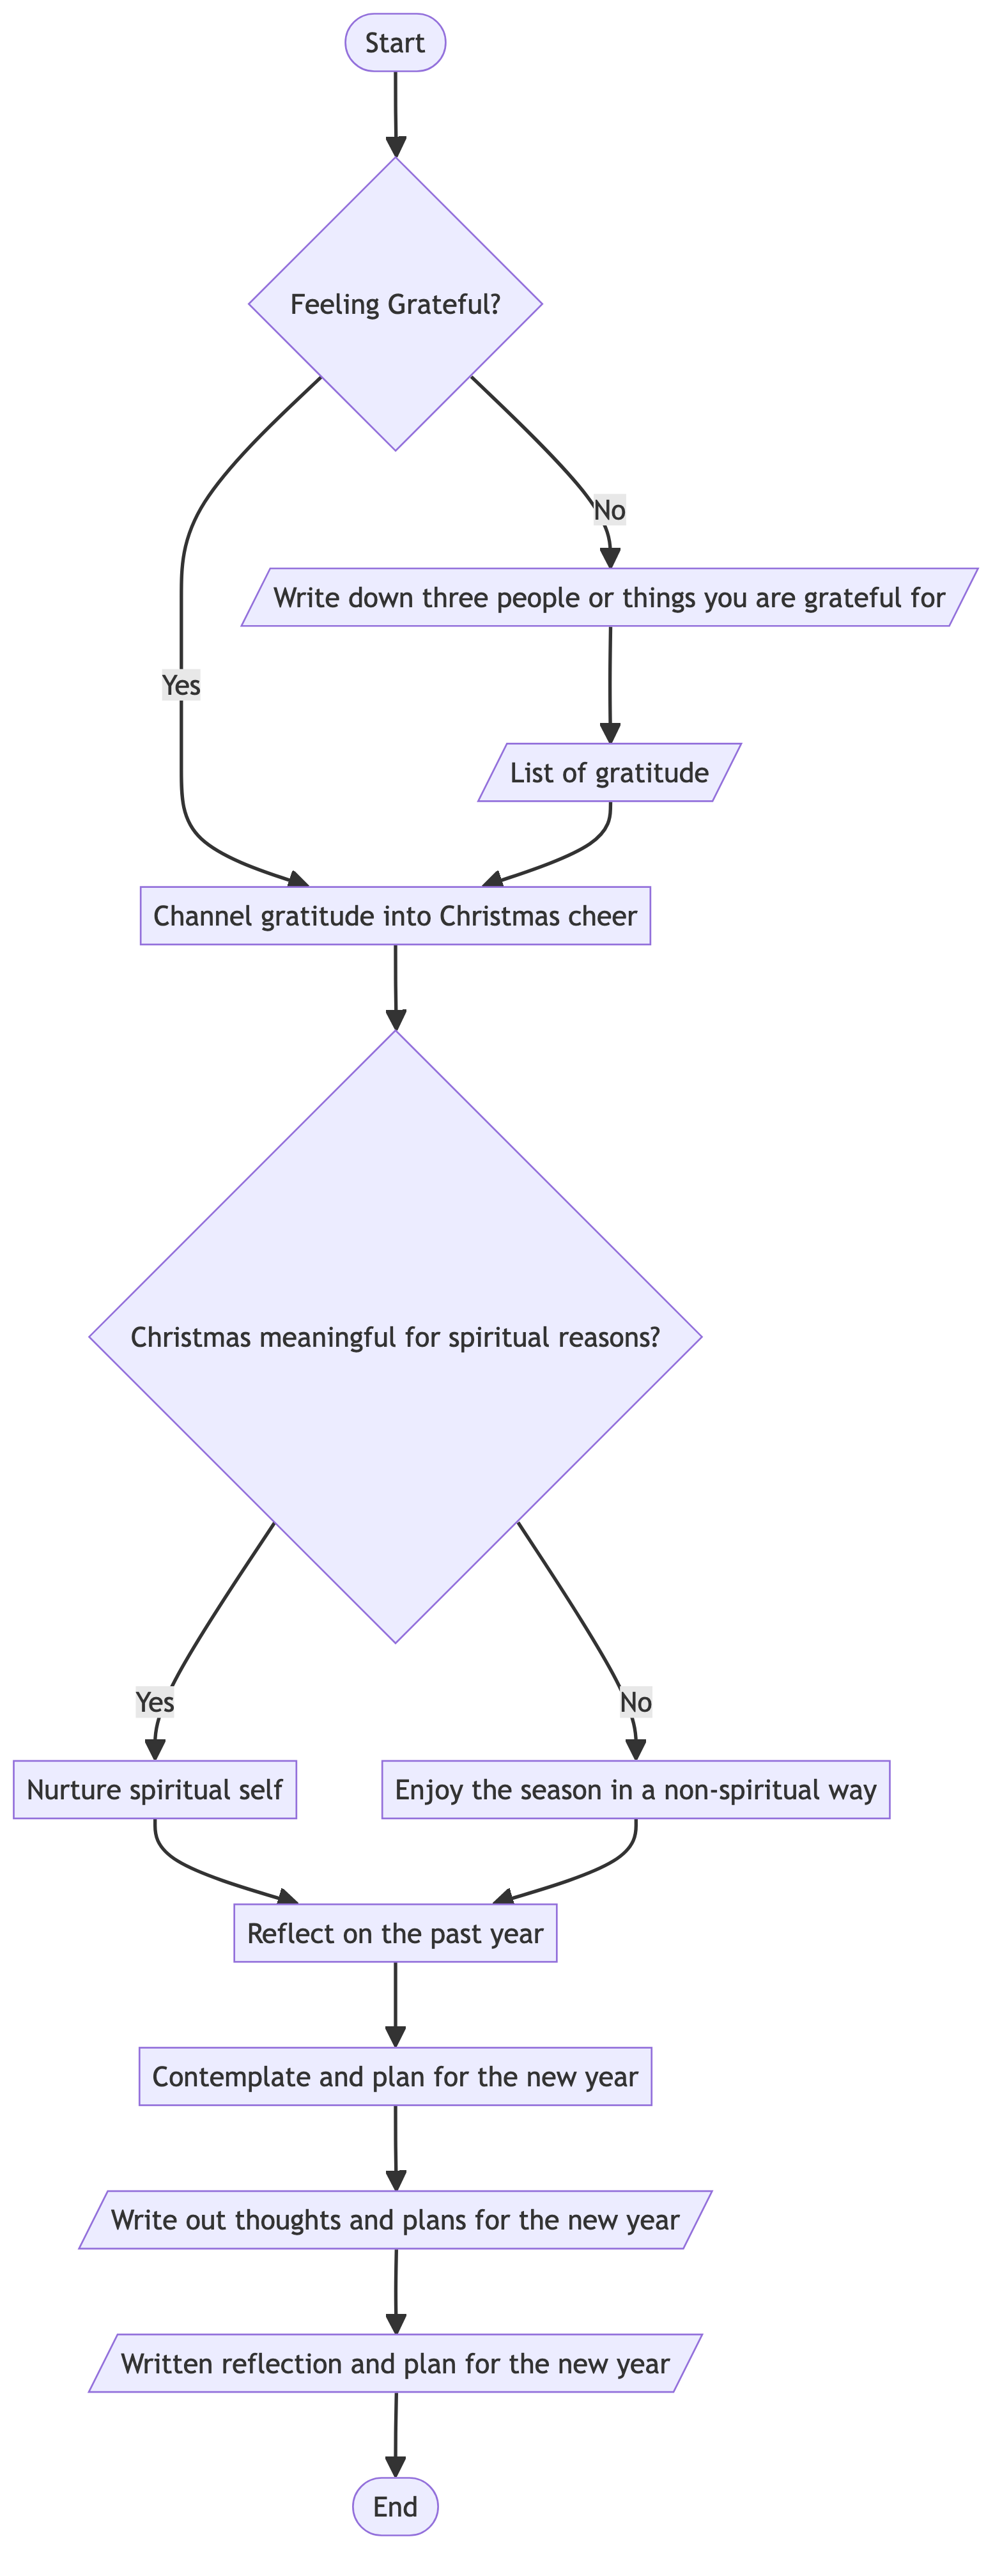 Start
Feeling Grateful?
No
Write down three people or things you are grateful for
Yes
List of gratitude
Channel gratitude into Christmas cheer
Christmas meaningful for spiritual reasons?
Yes
No
Nurture spiritual self
Enjoy the season in a non-spiritual way
Reflect on the past year
Contemplate and plan for the new year
Write out thoughts and plans for the new year
Written reflection and plan for the new year
End